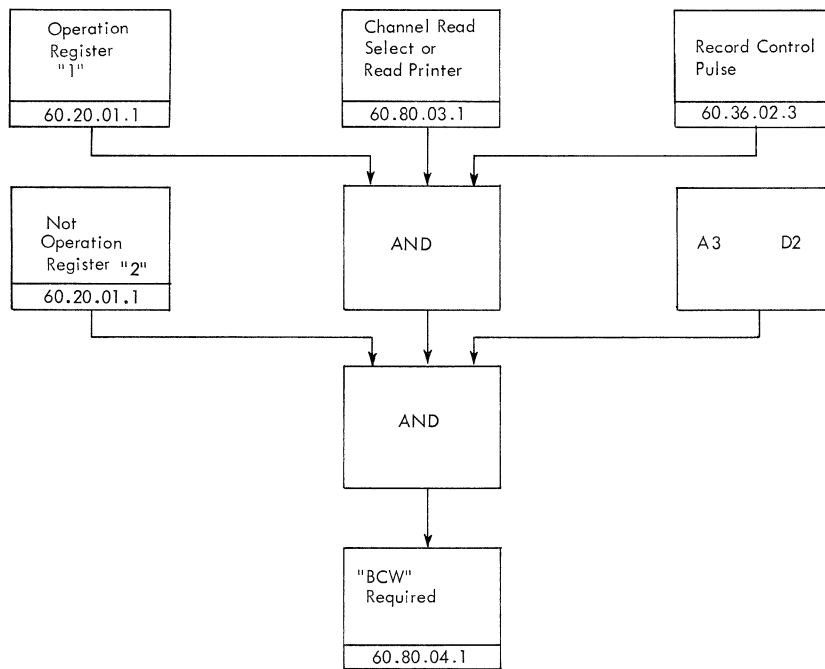 Operation
Register
"1"
60.20.01.1
Channel Read
Select or
Read Printer
60.80.03.1
Record Control
Pulse
60.36.02.3
Not
Operation
Register "2"
60.20.01.1
AND
A3 D2
AND
"BCW"
Required
60.80.04.1